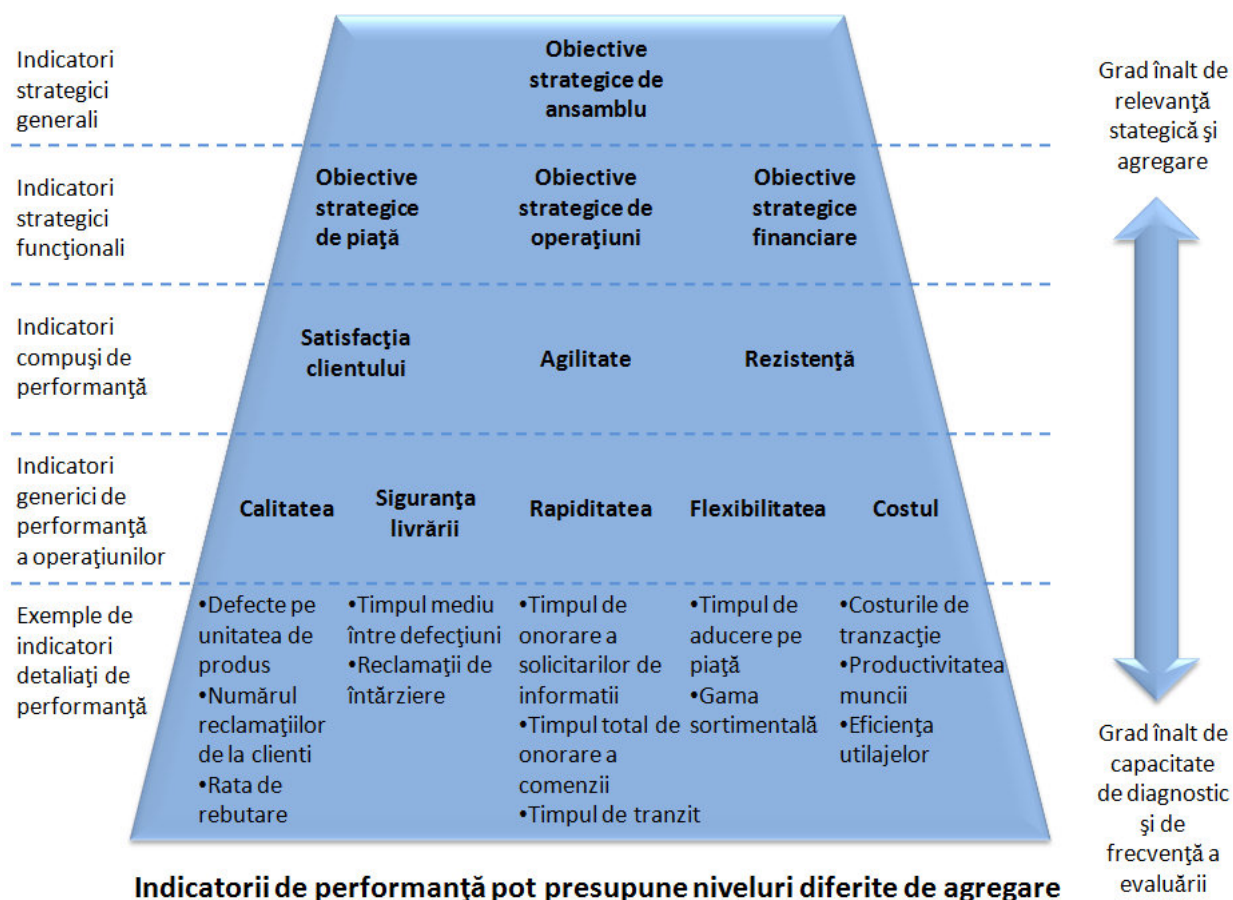 Indicatori
strategici
generali
Obiective
strategice de
ansamblu
Grad înalt de
relevanţă
stategică şi
agregare
Indicatori
strategici
funcţionali
Obiective
strategice
de piaţă
Obiective
strategice de
operaţiuni
Obiective
strategice
financiare
Indicatori
compuşi de
performanţă
Satisfacţia
clientului
Agilitate
Rezistenţă
Indicatori
generici de
performanţă
a operaţiunilor
Calitatea
Siguranţa
livrării
Rapiditatea
Flexibilitatea
Costul
Exemple de
indicatori
detaliaţi de
performanţă
•Defecte pe
unitatea de
produs
•Numărul
reclamaţiilor
de la clienti
•Rata de
rebutare
•Timpul mediu
între defecţiuni
•Reclamaţii de
întărziere
•Timpul de
onorare a
solicitarilor de
informatii
•Timpul total de
onorare a
comenzii
•Timpul de tranzit
•Timpul de
aducere pe
piaţă
•Gama
sortimentală
•Costurile de
tranzacţie
•Productivitatea
muncii
•Eficienţa
utilajelor
Grad înalt de
capacitate
de diagnostic
şi de
frecvenţă a
evaluării
Indicatorii de performanţă pot presupune niveluri diferite de agregare